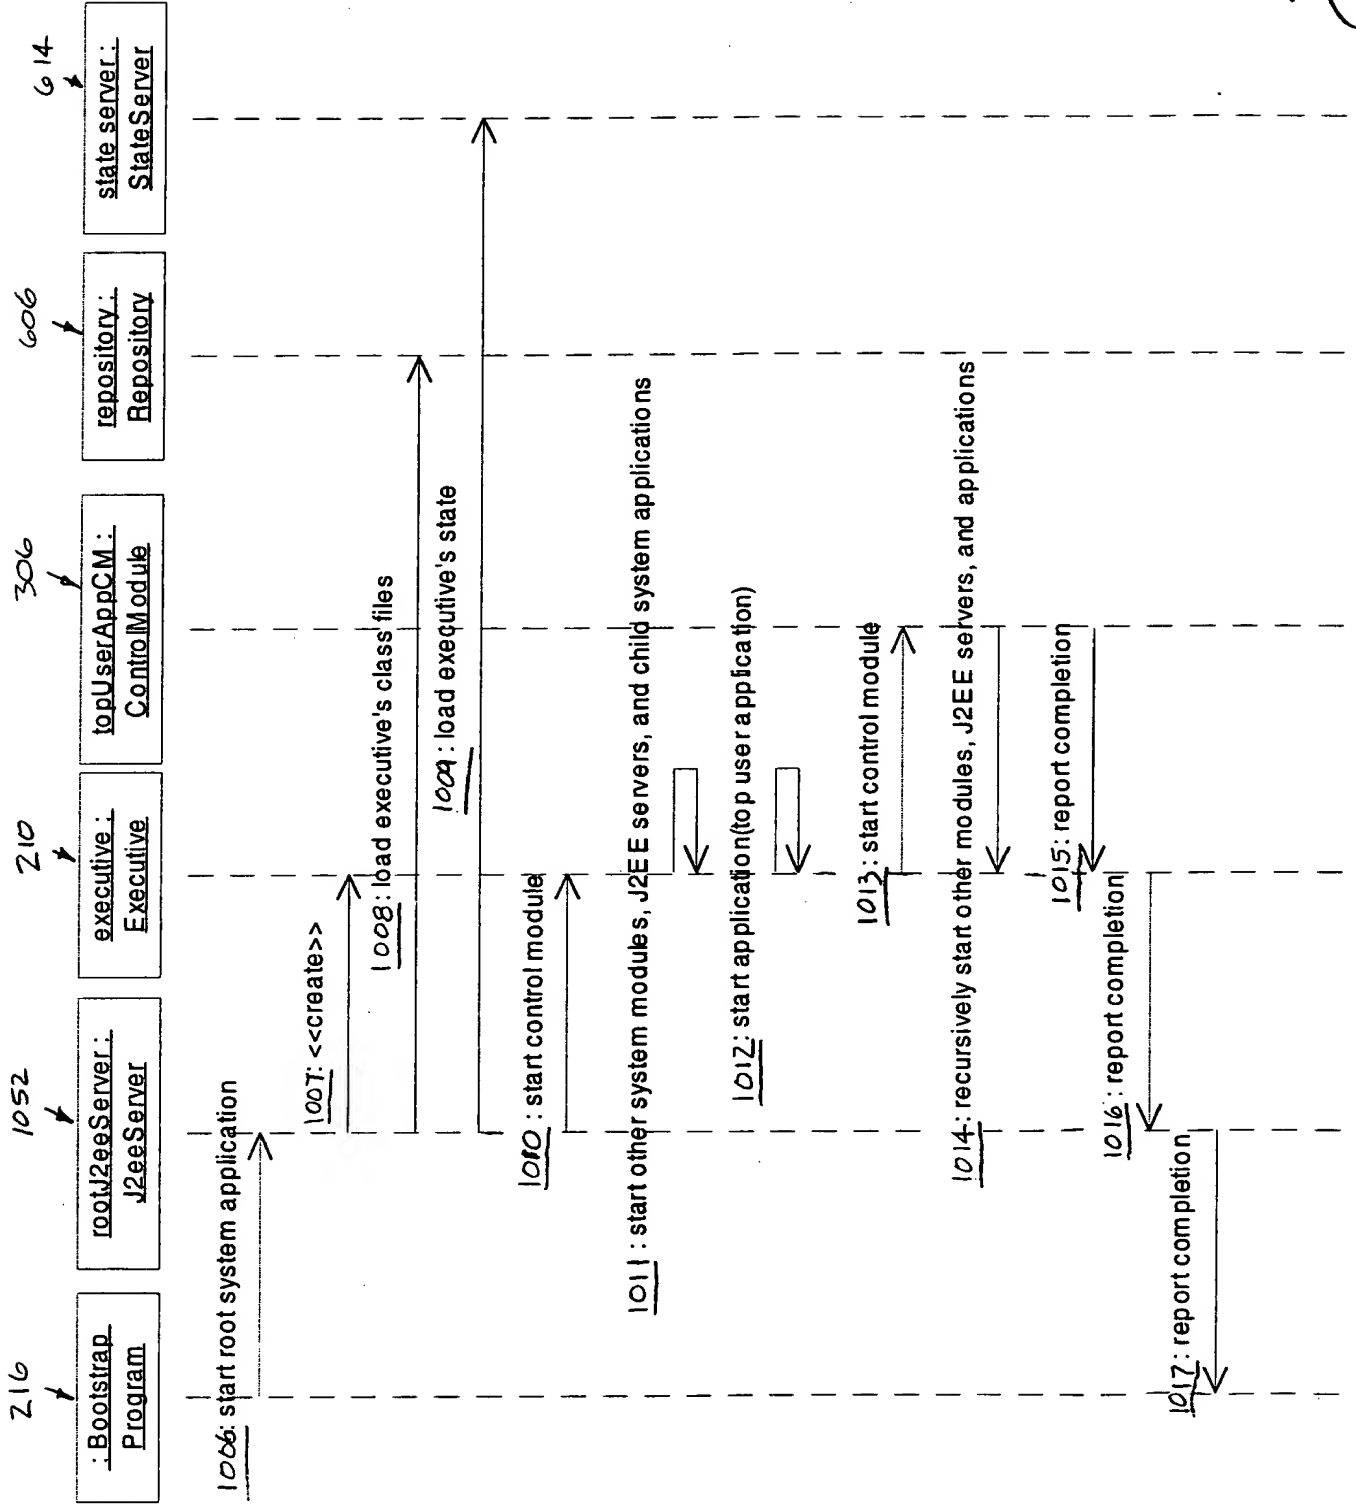 216
1052
210
306
606
614
: Bootstrap
Program
rootJ2eeServer :
J2eeServer
executive :
Executive
topUserAppCM :
ControlModule
repository :
Repository
state server :
StateServer
1006: start root system application
1007: <<create>>
1008: load executive's class files
1009: load executive's state
1010 : start control module
1011 : start other system modules, J2EE servers, and child system applications
1012: start application(top user application)
1013: start control module
1014: recursively start other modules, J2EE servers, and applications
1015: report completion
1016: report completion
1017: report completion